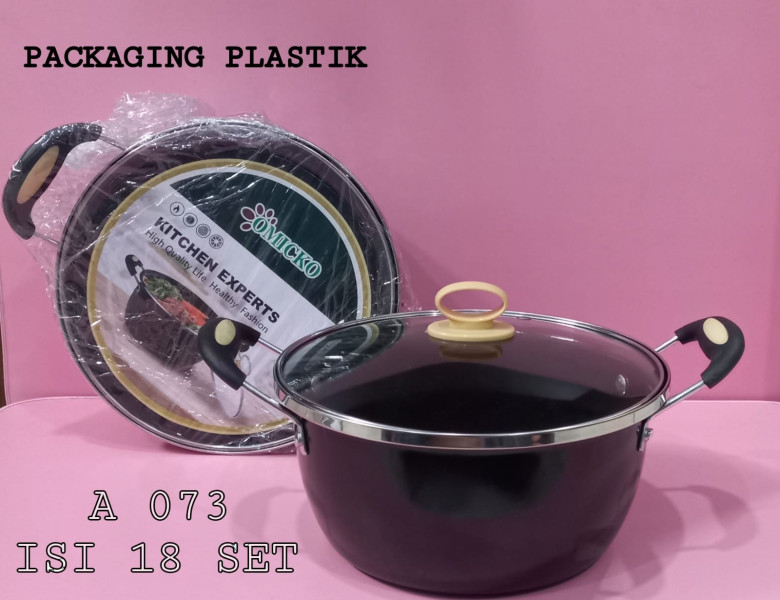 PACKAGING PLASTIK
OMICKO
KITCHEN EXPERTS
High Quality Life Healthy Fashion
A 073
ISI 18 SET